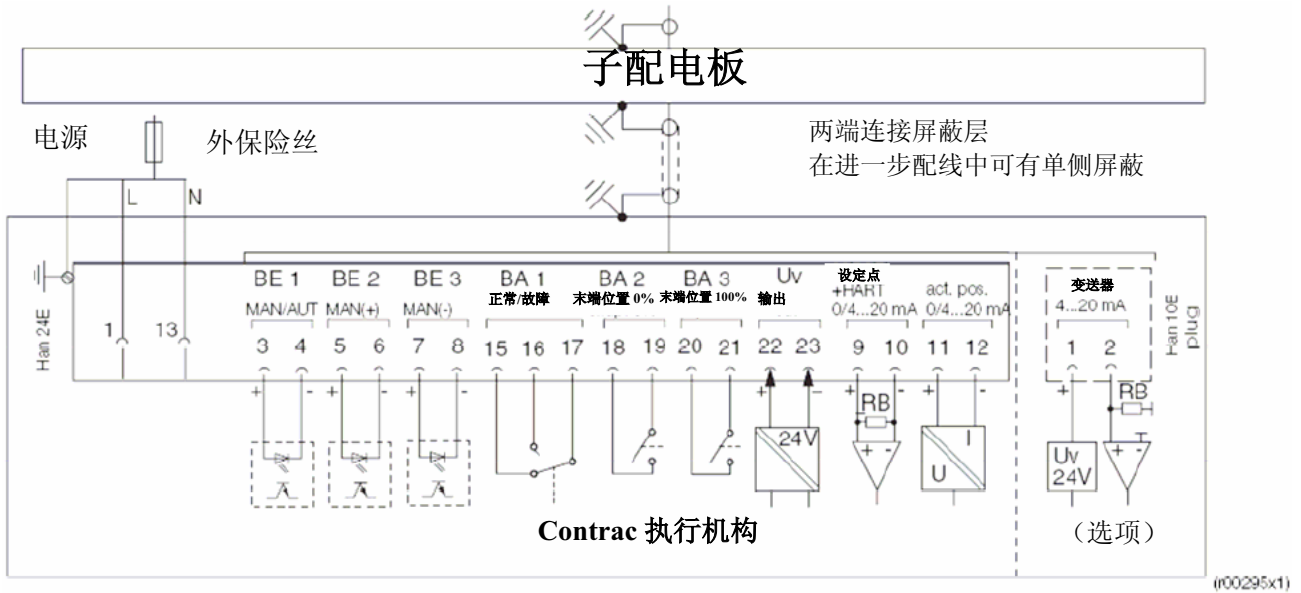 子配电板
电源
外保险丝
两端连接屏蔽层
在进一步配线中可有单侧屏蔽
L
N
BE 1
BE 2
BE 3
BA 1
BA 2
BA 3
Uv
设定点
变送器
正常/故障
末端位置 0%
末端位置 100%
输出
+HART
act. pos.
MAN/AUT
MAN(+)
MAN(-)
0/4...20 mA
0/4...20 mA
4...20 mA
Han 24E
Han 10E
plug
1
13
3
4
5
6
7
8
15
16
17
18
19
20
21
22
23
9
10
11
12
1
2
+
-
+
-
+
-
+
-
+
-
+
-
+
RB
RB
24V
+ -
I
U
Uv
24V
+ -
Contrac 执行机构
（选项）
(r00295x1)